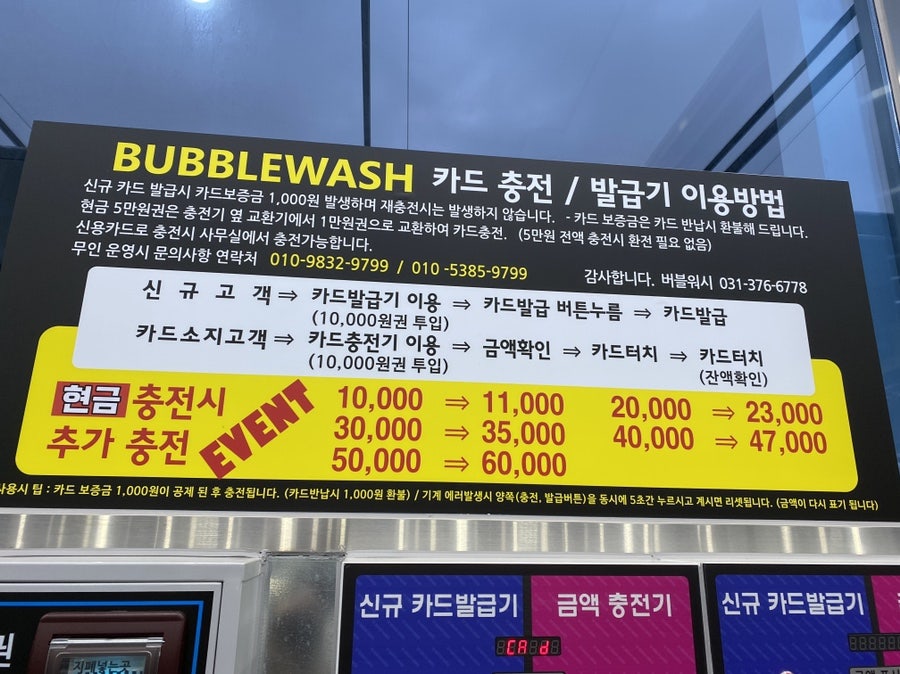 BUBBLEWASH 카드 충전 / 발급기 이용방법
신규 카드 발급시 카드보증금 1,000원 발생하며 재충전시는 발생하지 않습니다. - 카드 보증금은 카드 반납시 환불해 드립니다.
현금 5만원권은 충전기 옆 교환기에서 1만원권으로 교환하여 카드충전. (5만원 전액 충전시 환전 필요 없음)
신용카드로 충전시 사무실에서 충전가능합니다.
무인 운영시 문의사항 연락처 010-9832-9799 / 010 -5385-9799 감사합니다. 버블워시 031-376-6778
신 규 고 객 ⇒ 카드발급기 이용 ⇒ 카드발급 버튼누름 ⇒ 카드발급
(10,000원권 투입)
카드소지고객 ⇒ 카드충전기 이용 ⇒ 금액확인 ⇒ 카드터치 ⇒ 카드터치
(10,000원권 투입) (잔액확인)
현금 충전시
추가 충전
EVENT
10,000 ⇒ 11,000 20,000 ⇒ 23,000
30,000 ⇒ 35,000 40,000 ⇒ 47,000
50,000 ⇒ 60,000
사용시 팁 : 카드 보증금 1,000원이 공제 된 후 충전됩니다. (카드반납시 1,000원 환불) / 기계 에러발생시 양쪽(충전, 발급버튼)을 동시에 5초간 누르시고 계시면 리셋됩니다. (금액이 다시 표기 됩니다)
신규 카드발급기 금액 충전기 신규 카드발급기
권
지폐넣는곳